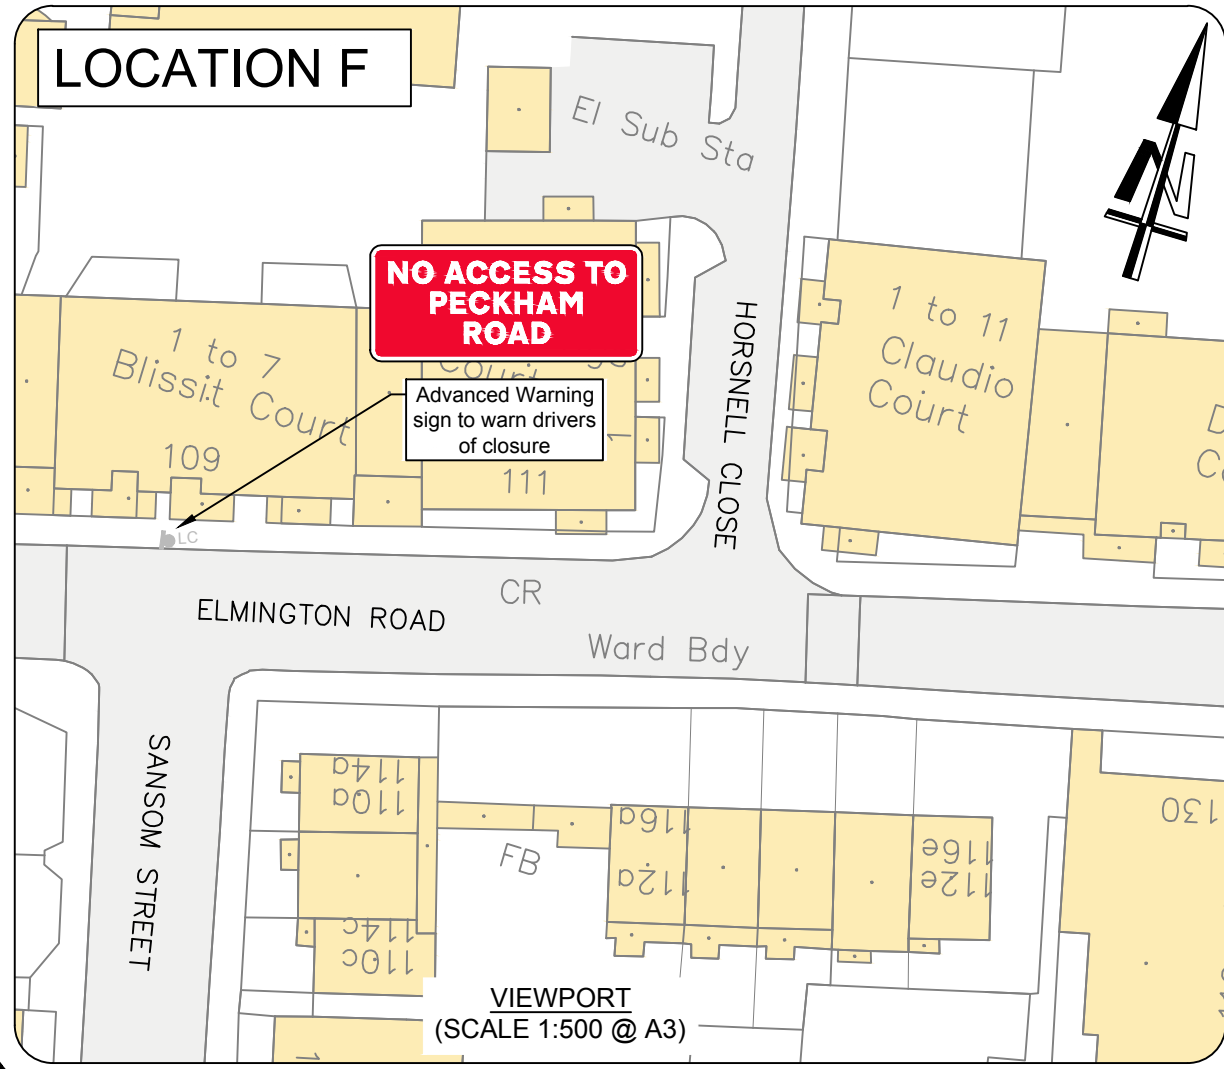 LOCATION F
El Sub Sta
NO ACCESS TO
PECKHAM
ROAD
1 to 7
Blissit Court
109
Court
Advanced Warning
sign to warn drivers
of closure
111
HORSNELL CLOSE
1 to 11
Claudio
Court
D
LC
ELMINGTON ROAD
CR
Ward Bdy
SANSOM STREET
114a
110a
114c
110c
FB
116a
112a
116e
112e
130
VIEWPORT
(SCALE 1:500 @ A3)
N